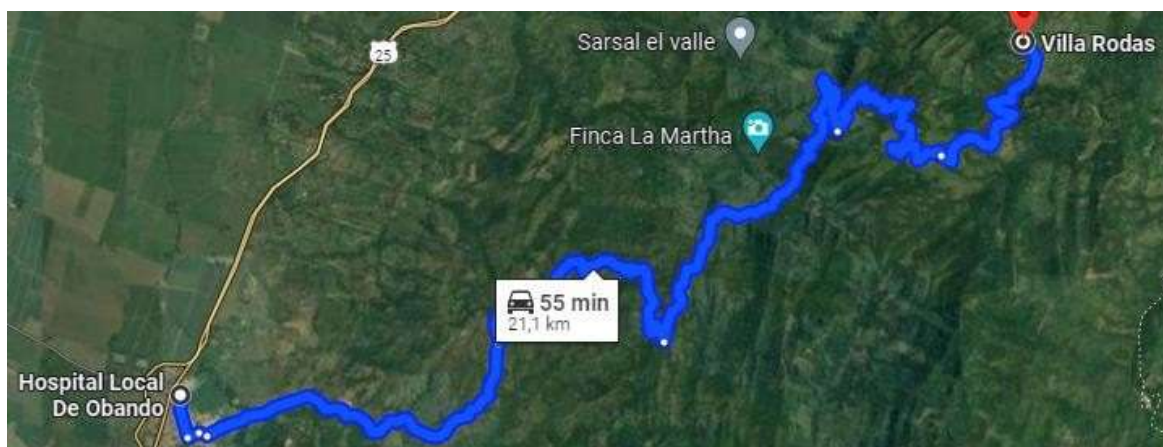 25
Sarsal el valle
Villa Rodas
Finca La Martha
55 min
21,1 km
Hospital Local
De Obando